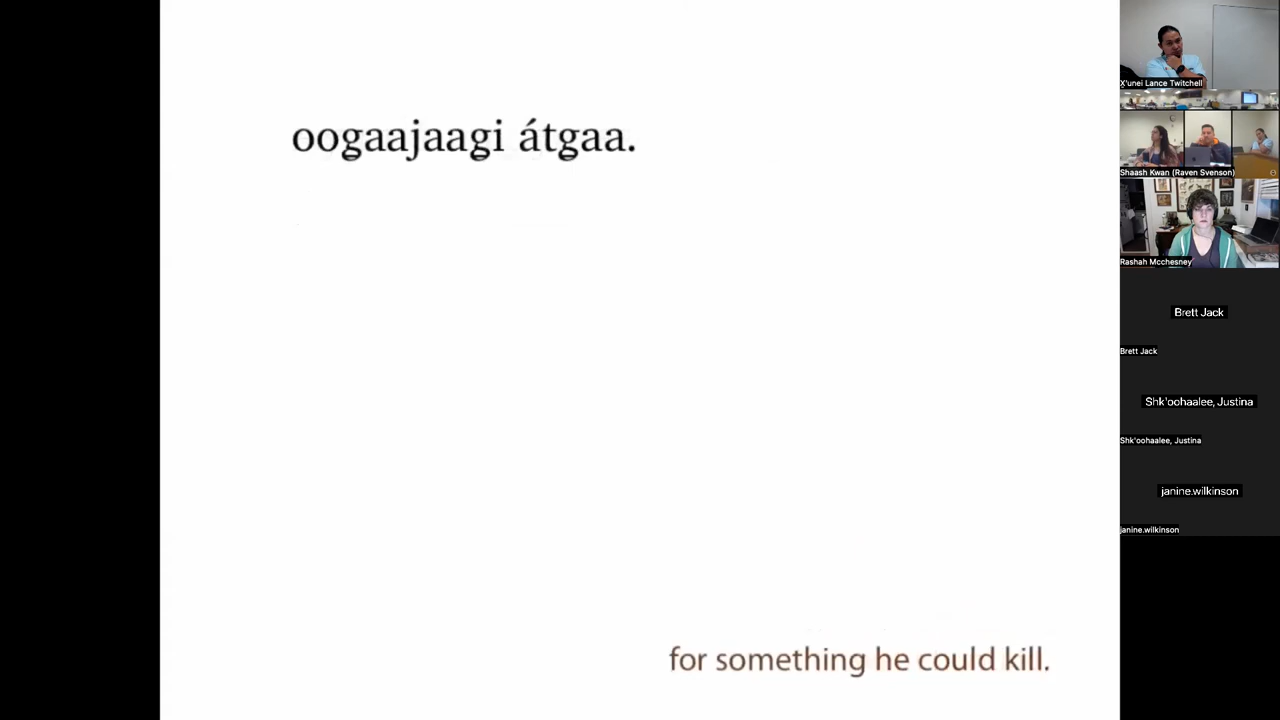 oogaajaagi átgaa.
for something he could kill.
X̱'unei Lance Twitchell
Shaash Kwan (Raven Svenson)
Rashah Mcchesney
Brett Jack
Brett Jack
Shk'oohaalee, Justina
Shk'oohaalee, Justina
janine.wilkinson
janine.wilkinson